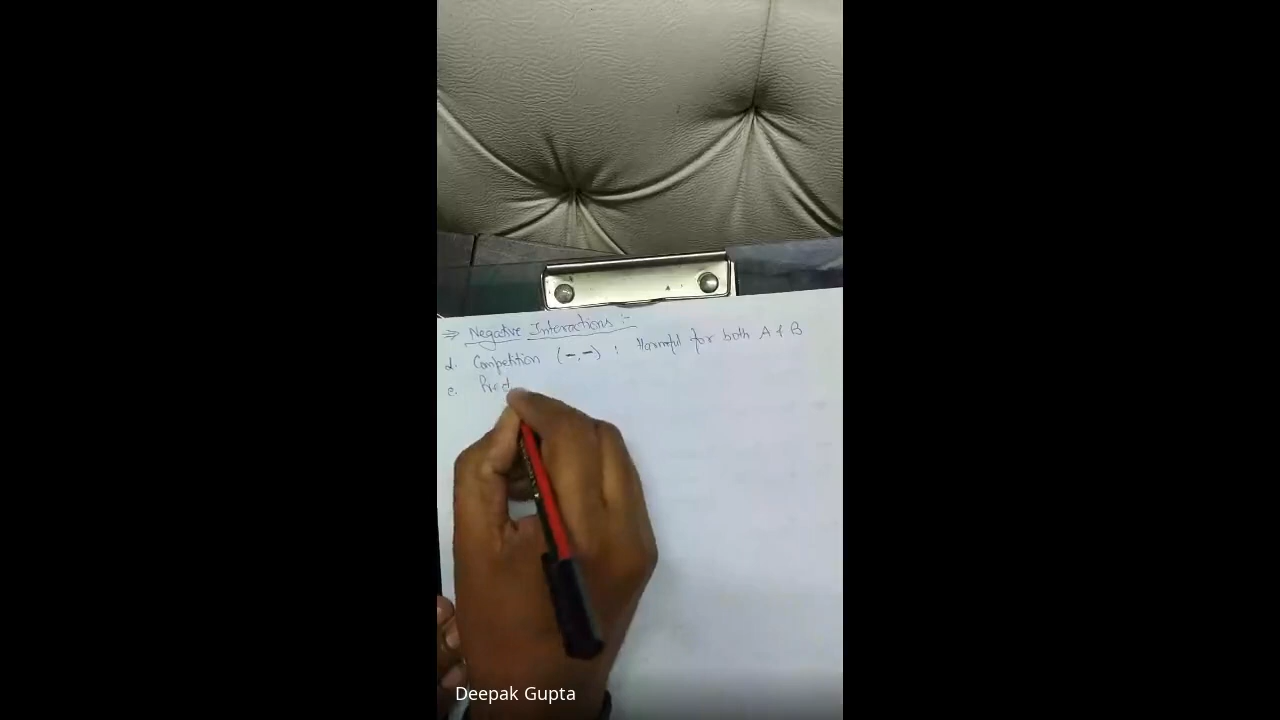 ⇒ Negative Interactions :-
d. Competition (-,-) : Harmful for both A & B
e. Pred
Deepak Gupta